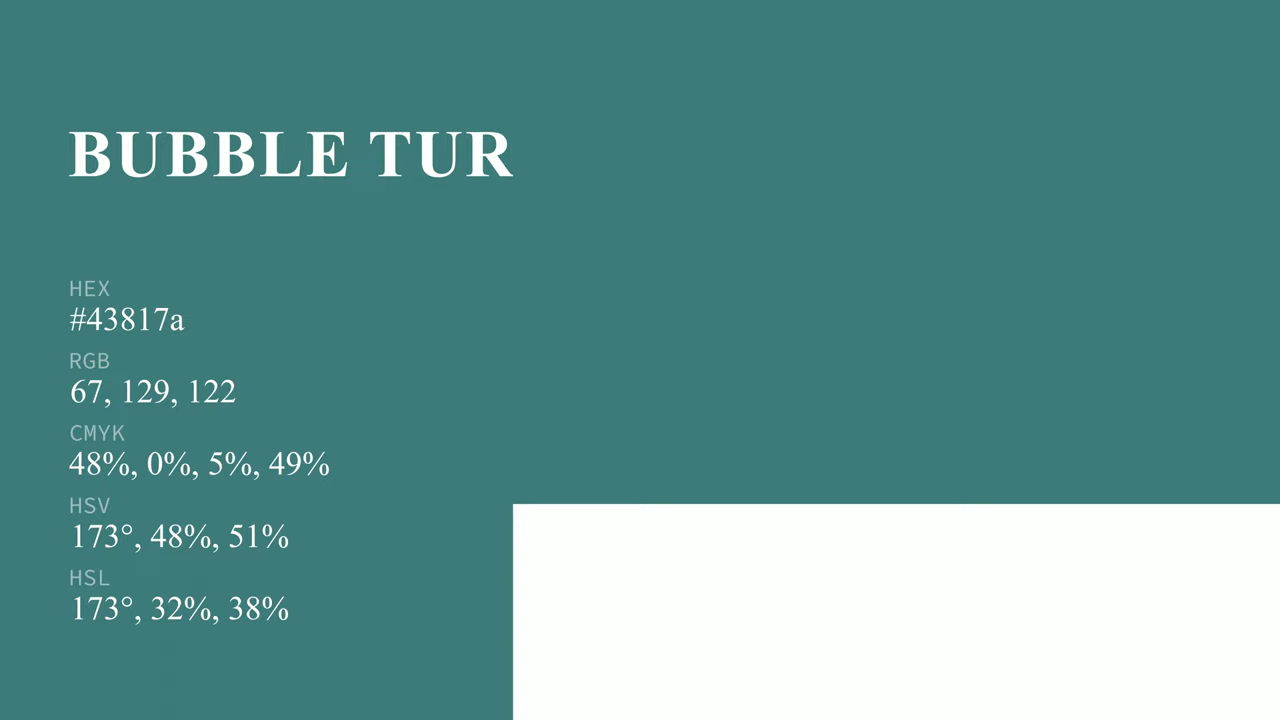 BUBBLE TUR
HEX
#43817a
RGB
67, 129, 122
CMYK
48%, 0%, 5%, 49%
HSV
173°, 48%, 51%
HSL
173°, 32%, 38%